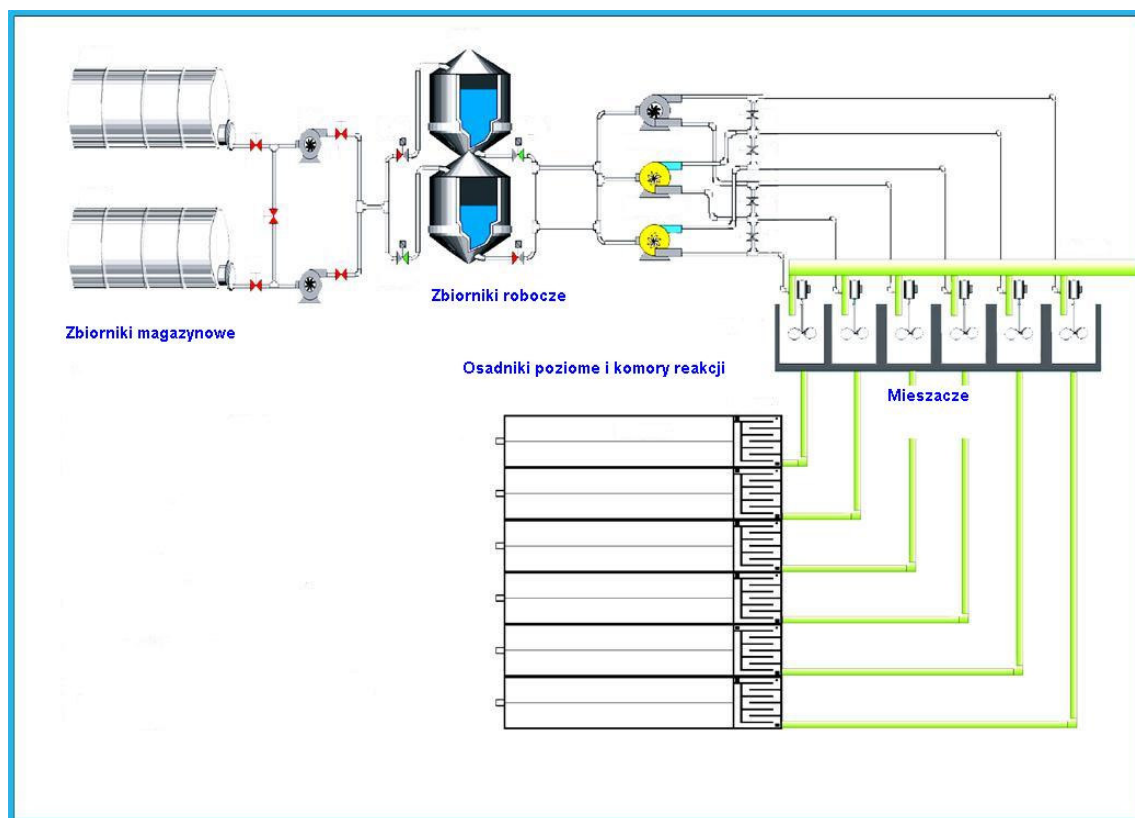 Zbiorniki robocze
Zbiorniki magazynowe
Osadniki poziome i komory reakcji
Mieszacze